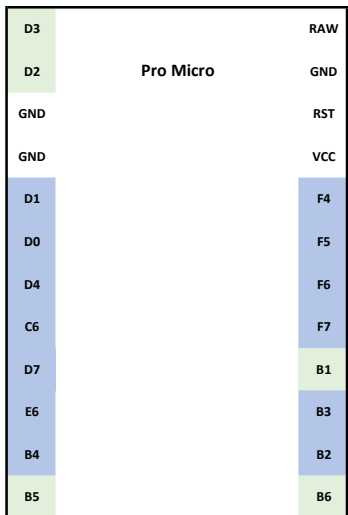 D3 RAW
D2 Pro Micro GND
GND RST
GND VCC
D1 F4
D0 F5
D4 F6
C6 F7
D7 B1
E6 B3
B4 B2
B5 B6